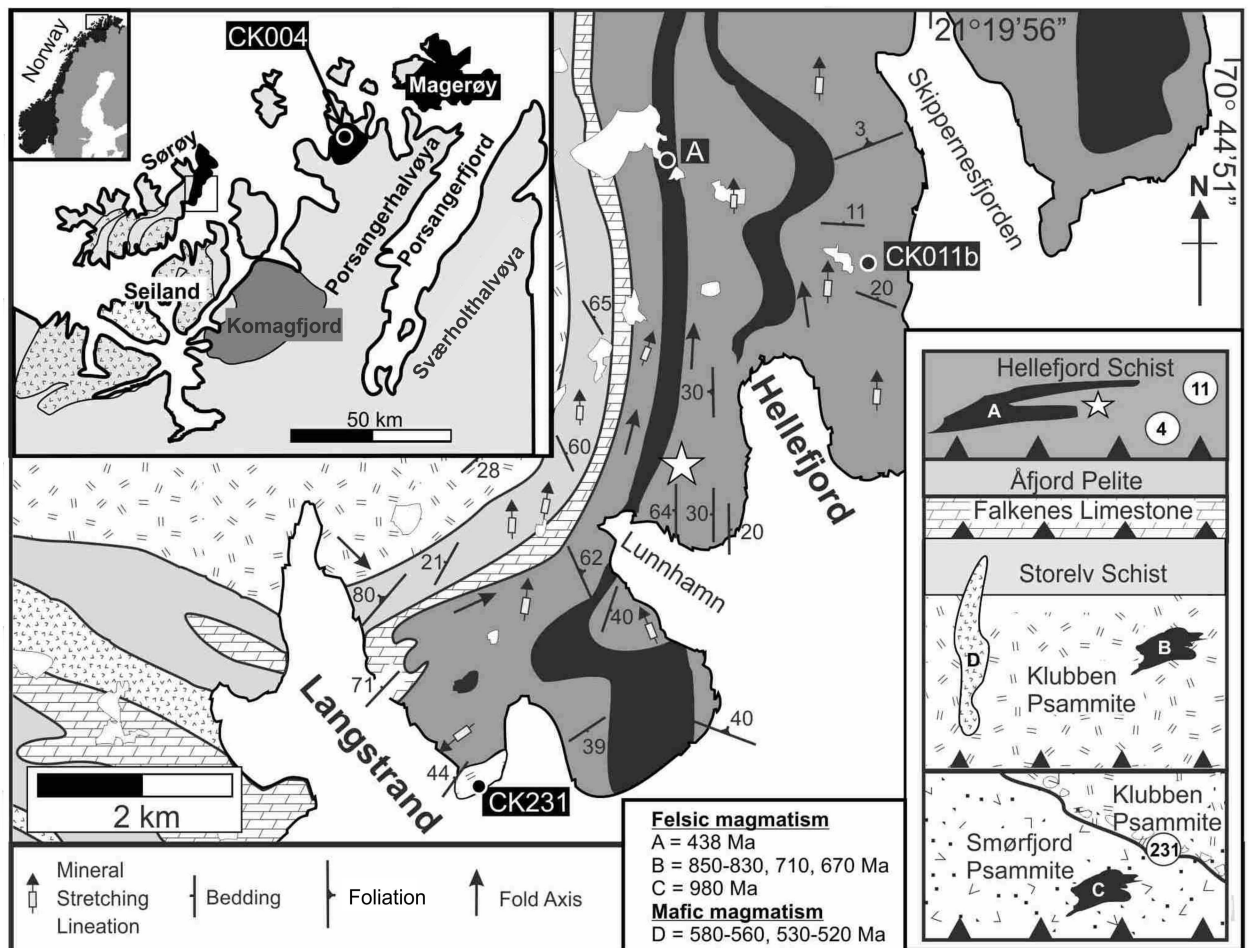 Norway
CK004
Magerøy
Sørøy
Porsangerhalvøya
Porsangerfjord
Sværholthalvøya
Seiland
Komagfjord
50 km
21°19'56"
70° 44'51"
Skippernesfjorden
N
3
A
11
CK011b
20
65
30
60
28
Hellefjord
64
30
20
Lunnhamn
62
21
80
40
71
Langstrand
40
39
44
CK231
2 km
Hellefjord Schist
11
A
4
Åfjord Pelite
Falkenes Limestone
Storelv Schist
B
D
Klubben
Psammite
Klubben
Psammite
Smørfjord
Psammite
231
C
Felsic magmatism
A = 438 Ma
B = 850-830, 710, 670 Ma
C = 980 Ma
Mafic magmatism
D = 580-560, 530-520 Ma
Mineral
Stretching
Lineation
Bedding
Foliation
Fold Axis